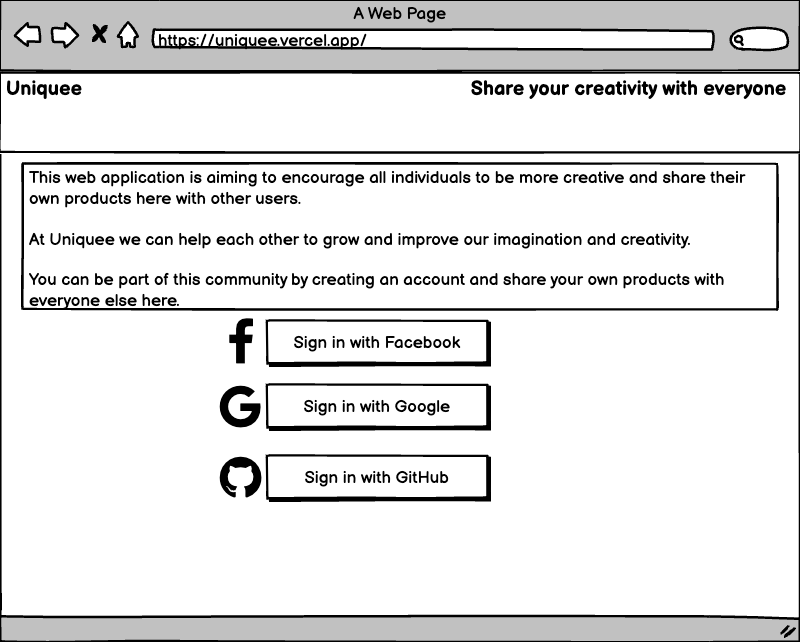 A Web Page
https://uniquee.vercel.app/
Uniquee
Share your creativity with everyone
This web application is aiming to encourage all individuals to be more creative and share their
own products here with other users.
At Uniquee we can help each other to grow and improve our imagination and creativity.
You can be part of this community by creating an account and share your own products with
everyone else here.
Sign in with Facebook
Sign in with Google
Sign in with GitHub